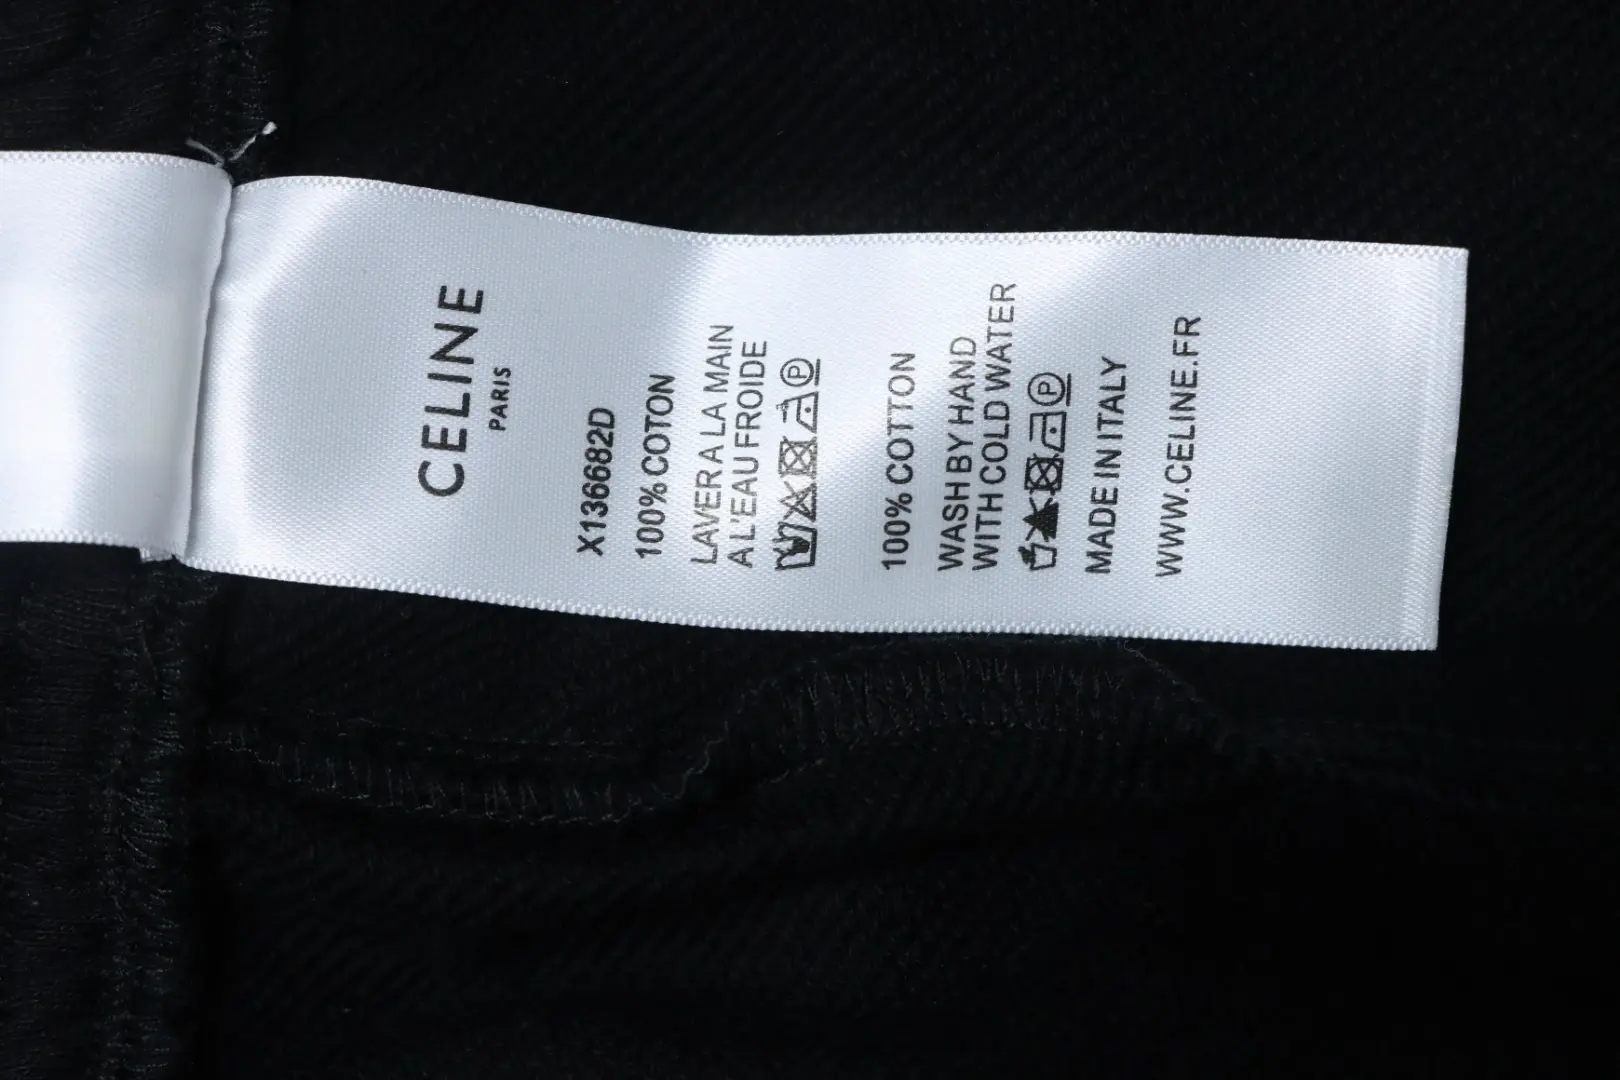 CELINE
PARIS
X136682D
100% COTON
LAVER A LA MAIN
A L'EAU FROIDE
P
100% COTTON
WASH BY HAND
WITH COLD WATER
P
MADE IN ITALY
WWW.CELINE.FR